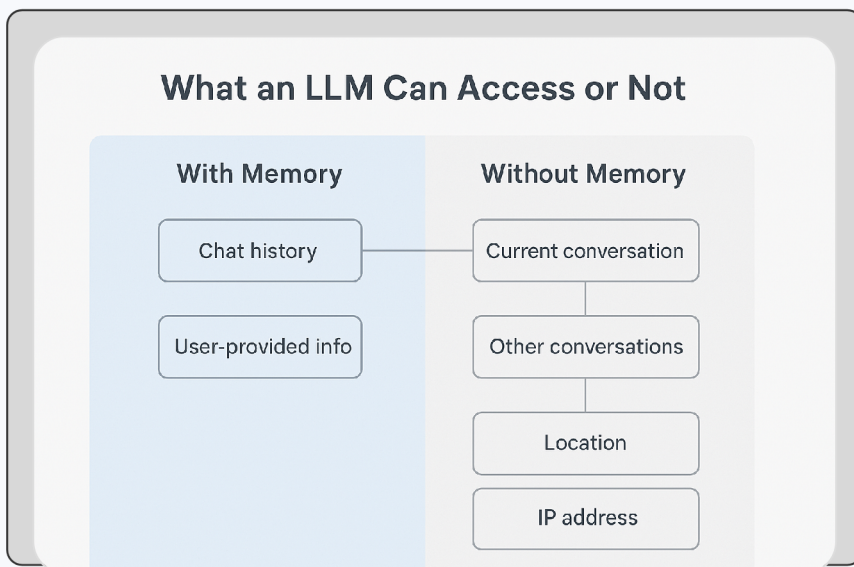 What an LLM Can Access or Not
With Memory
Without Memory
Chat history
Current conversation
User-provided info
Other conversations
Location
IP address